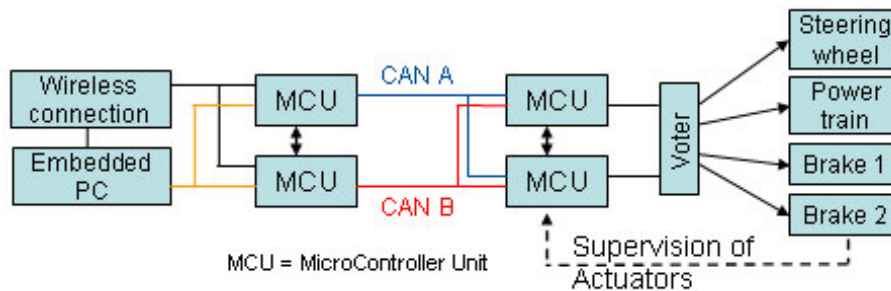 Wireless
connection
Embedded
PC
MCU
MCU
CAN A
CAN B
MCU
MCU
Voter
Steering
wheel
Power
train
Brake 1
Brake 2
Supervision of
Actuators
MCU = MicroController Unit